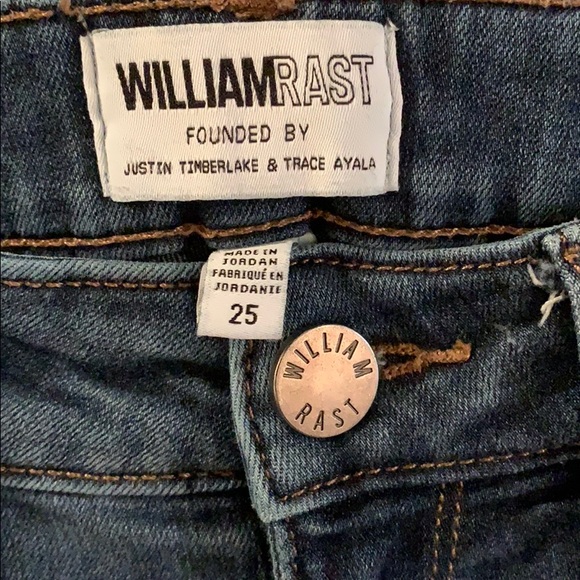 WILLIAMRAST
FOUNDED BY
JUSTIN TIMBERLAKE & TRACE AYALA
MADE IN
JORDAN
FABRIQUÉ EN
JORDANIE
25
WILLIAM
RAST